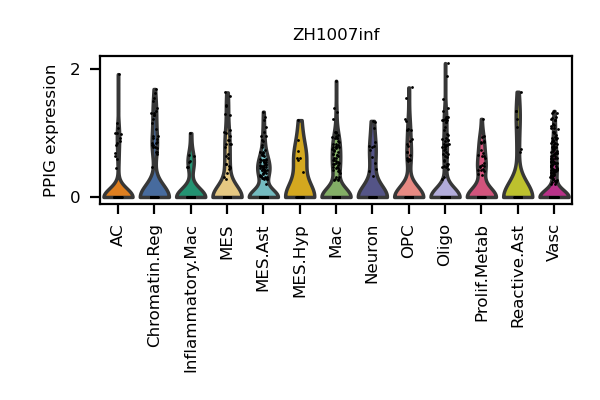 ZH1007inf
PPIG expression
2
0
AC
Chromatin.Reg
Inflammatory.Mac
MES
MES.Ast
MES.Hyp
Mac
Neuron
OPC
Oligo
Prolif.Metab
Reactive.Ast
Vasc